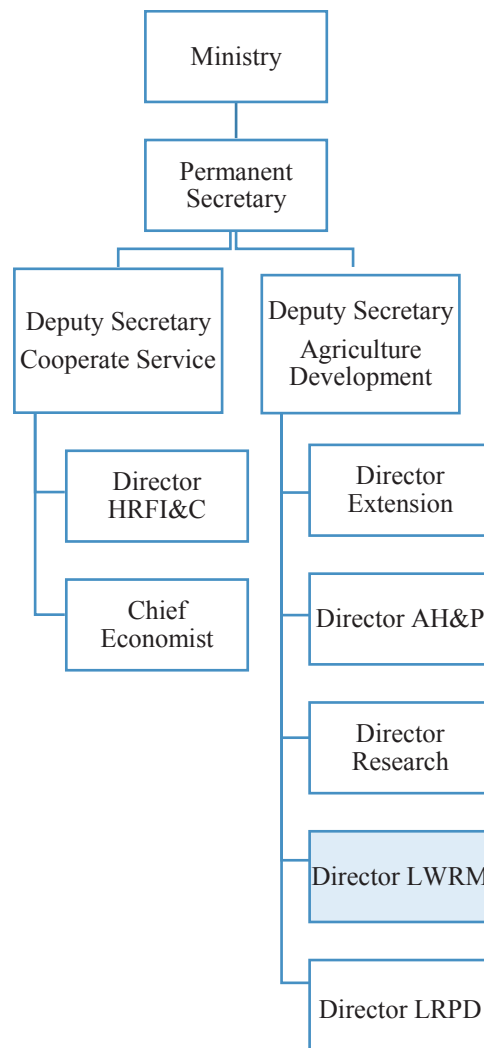 Ministry
Permanent
Secretary
Deputy Secretary
Cooperate Service
Deputy Secretary
Agriculture
Development
Director
HRFI&C
Chief
Economist
Director
Extension
Director AH&P
Director
Research
Director LWRM
Director LRPD